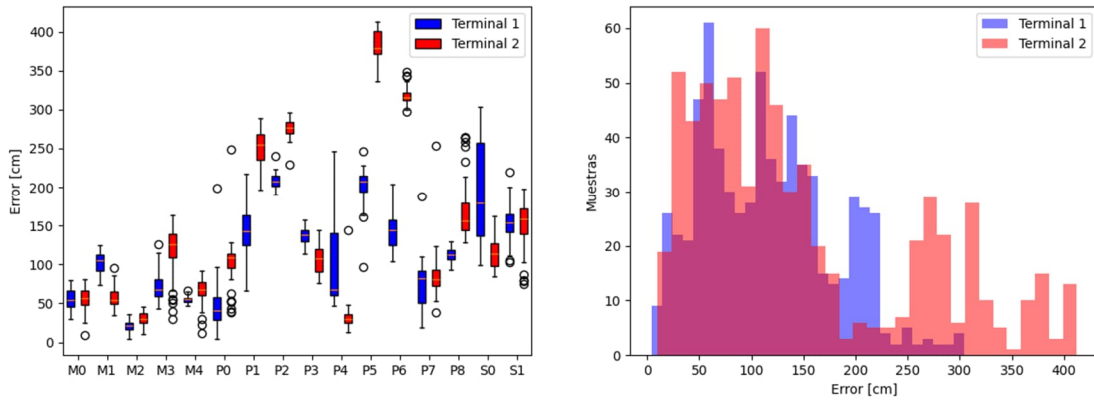 Error [cm]
400
350
300
250
200
150
100
50
0
Terminal 1
Terminal 2
M0 M1 M2 M3 M4 P0 P1 P2 P3 P4 P5 P6 P7 P8 S0 S1
Muestras
60
50
40
30
20
10
0
Terminal 1
Terminal 2
0 50 100 150 200 250 300 350 400
Error [cm]